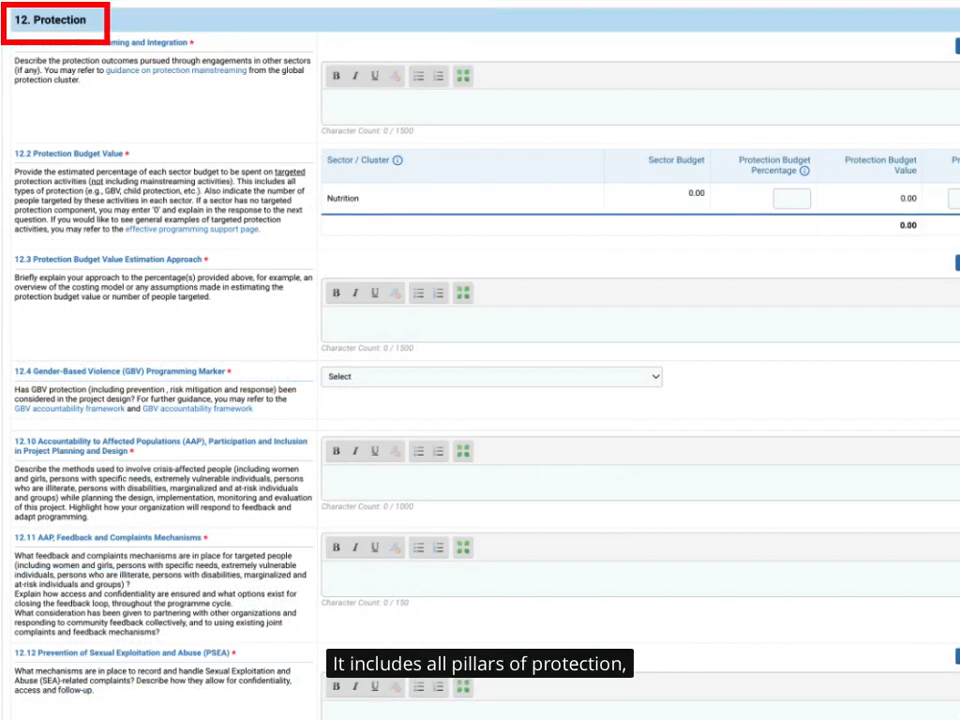 12. Protection
ming and Integration *
Describe the protection outcomes pursued through engagements in other sectors
(if any). You may refer to guidance on protection mainstreaming from the global
protection cluster.
B I U
Character Count: 0 / 1500
12.2 Protection Budget Value *
Provide the estimated percentage of each sector budget to be spent on targeted
protection activities (not including mainstreaming activities). This includes all
types of protection (e.g., GBV, child protection, etc.). Also indicate the number of
people targeted by these activities in each sector. If a sector has no targeted
protection component, you may enter '0' and explain in the response to the next
question. If you would like to see general examples of targeted protection
activities, you may refer to the effective programming support page.
Sector / Cluster
Sector Budget
Protection Budget
Percentage
Protection Budget
Value
Nutrition
0.00
0.00
0.00
12.3 Protection Budget Value Estimation Approach *
Briefly explain your approach to the percentage(s) provided above, for example, an
overview of the costing model or any assumptions made in estimating the
protection budget value or number of people targeted.
B I U
Character Count: 0 / 1500
12.4 Gender-Based Violence (GBV) Programming Marker *
Has GBV protection (including prevention , risk mitigation and response) been
considered in the project design? For further guidance, you may refer to the
GBV accountability framework and GBV accountability framework
Select
12.10 Accountability to Affected Populations (AAP), Participation and Inclusion
in Project Planning and Design *
Describe the methods used to involve crisis-affected people (including women
and girls, persons with specific needs, extremely vulnerable individuals, persons
who are illiterate, persons with disabilities, marginalized and at-risk individuals
and groups) while planning the design, implementation, monitoring and evaluation
of this project. Highlight how your organization will respond to feedback and
adapt programming.
B I U
Character Count: 0 / 1000
12.11 AAP, Feedback and Complaints Mechanisms *
What feedback and complaints mechanisms are in place for targeted people
(including women and girls, persons with specific needs, extremely vulnerable
individuals, persons who are illiterate, persons with disabilities, marginalized and
at-risk individuals and groups) ?
Explain how access and confidentiality are ensured and what options exist for
closing the feedback loop, throughout the programme cycle.
What consideration has been given to partnering with other organizations and
responding to community feedback collectively, and to using existing joint
complaints and feedback mechanisms?
B I U
Character Count: 0 / 150
12.12 Prevention of Sexual Exploitation and Abuse (PSEA) *
What mechanisms are in place to record and handle Sexual Exploitation and
Abuse (SEA)-related complaints? Describe how they allow for confidentiality,
access and follow-up.
It includes all pillars of protection,
B I U